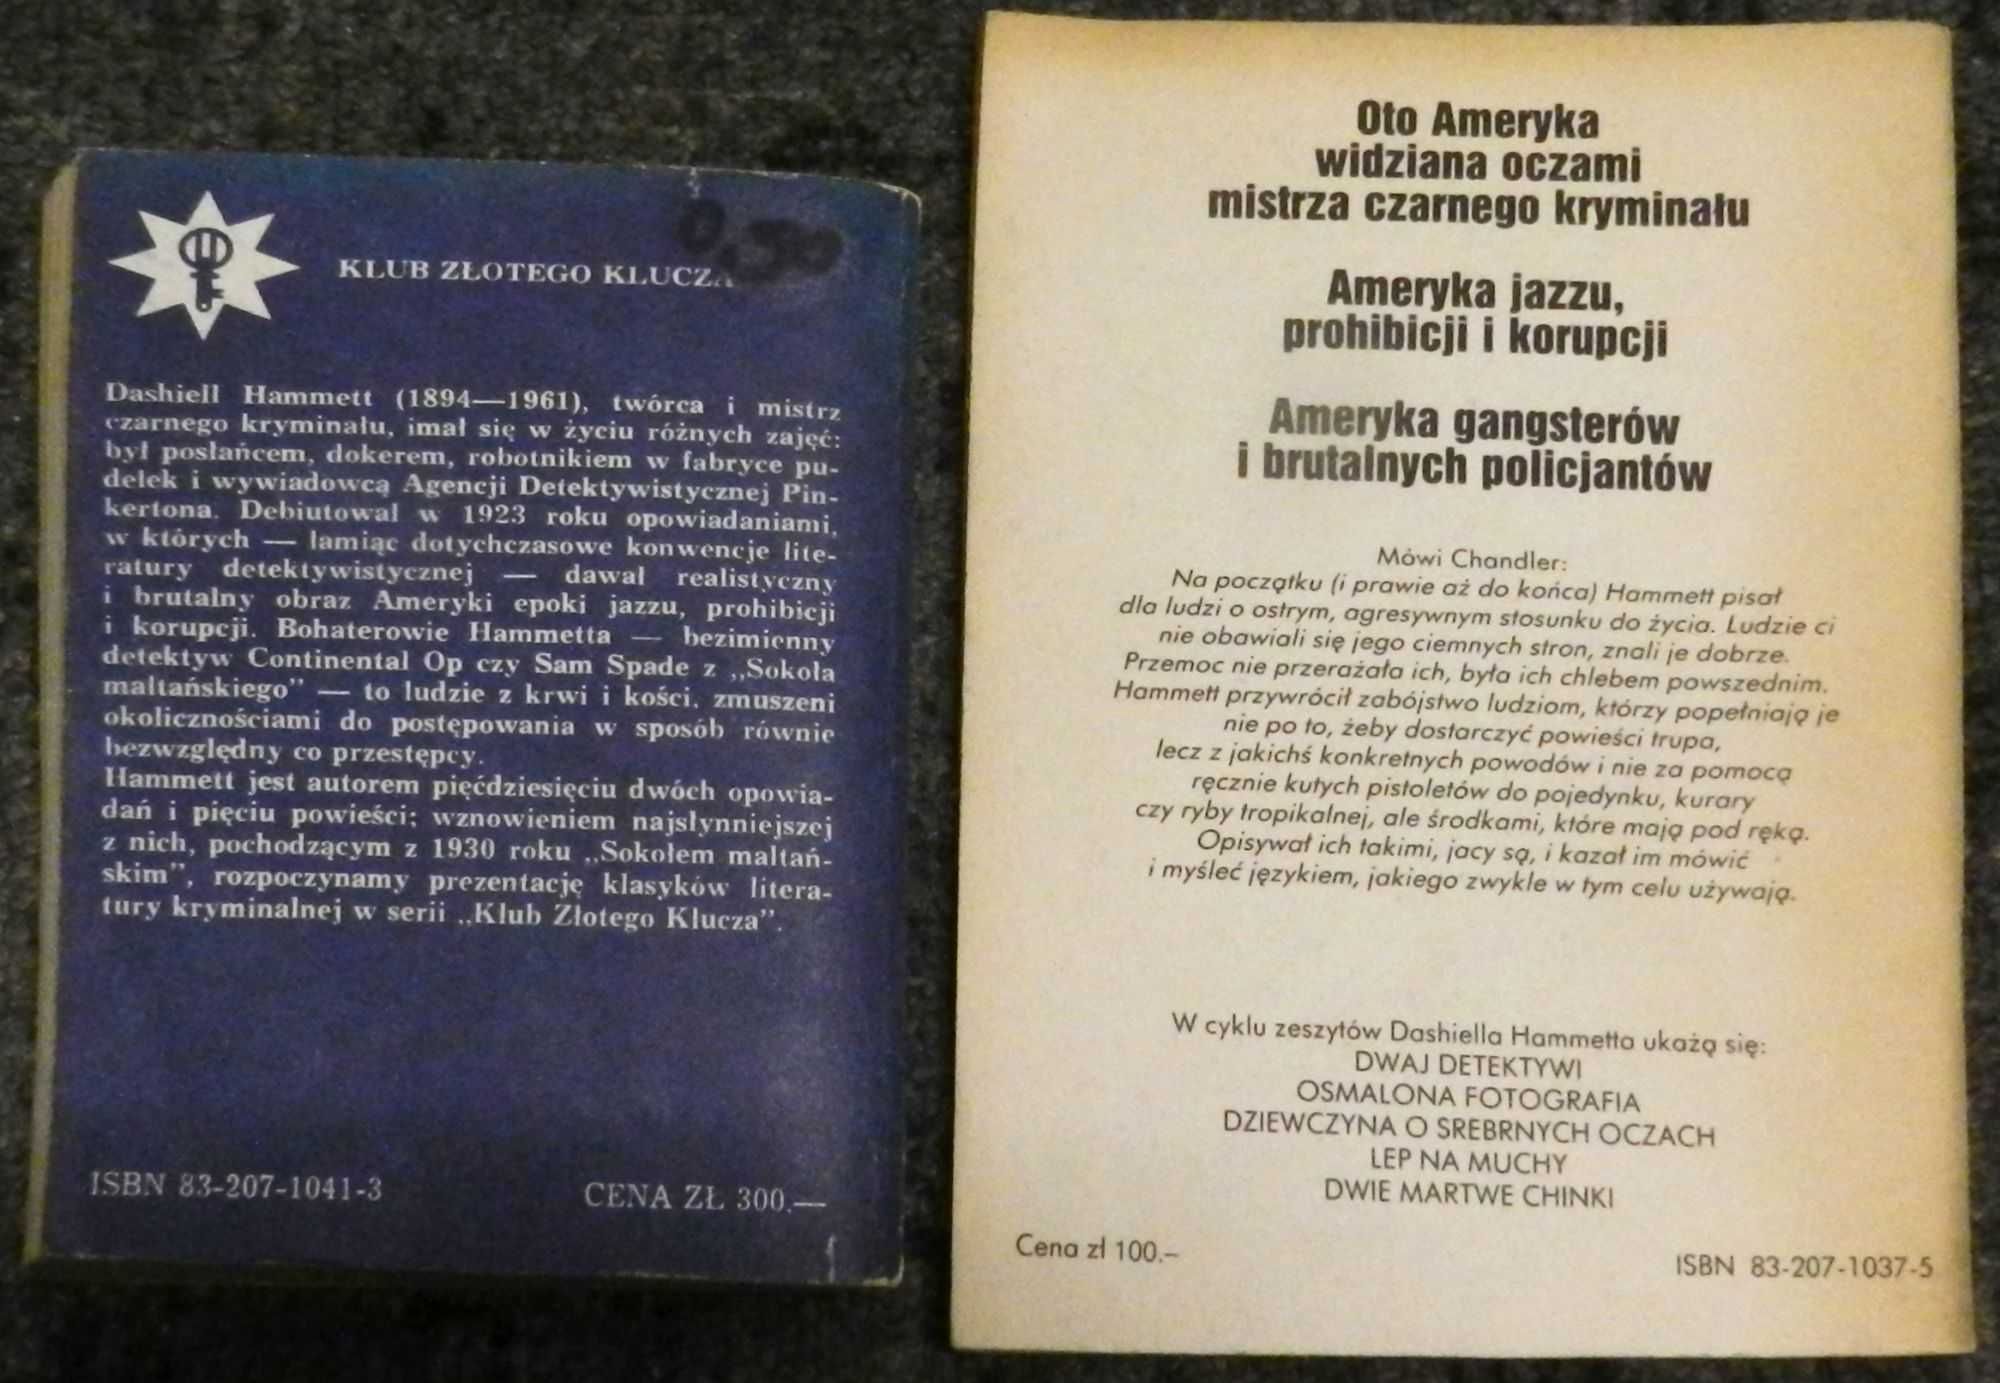 0,50
KLUB ZŁOTEGO KLUCZA
Dashiell Hammett (1894—1961), twórca i mistrz
czarnego kryminału, imał się w życiu różnych zajęć:
był posłańcem, dokerem, robotnikiem w fabryce pu-
dełek i wywiadowcą Agencji Detektywistycznej Pin-
kertona. Debiutował w 1923 roku opowiadaniami,
w których — łamiąc dotychczasowe konwencje lite-
ratury detektywistycznej — dawał realistyczny
i brutalny obraz Ameryki epoki jazzu, prohibicji
i korupcji. Bohaterowie Hammetta — bezimienny
detektyw Continental Op czy Sam Spade z „Sokoła
maltańskiego" — to ludzie z krwi i kości, zmuszeni
okolicznościami do postępowania w sposób równie
bezwzględny co przestępcy.
Hammett jest autorem pięćdziesięciu dwóch opowia-
dań i pięciu powieści; wznowieniem najsłynniejszej
z nich, pochodzącym z 1930 roku „Sokołem maltań-
skim", rozpoczynamy prezentację klasyków litera-
tury kryminalnej w serii „Klub Złotego Klucza".
ISBN 83-207-1041-3
CENA ZŁ 300,—
Oto Ameryka
widziana oczami
mistrza czarnego kryminału
Ameryka jazzu,
prohibicji i korupcji
Ameryka gangsterów
i brutalnych policjantów
Mówi Chandler:
Na początku (i prawie aż do końca) Hammett pisał
dla ludzi o ostrym, agresywnym stosunku do życia. Ludzie ci
nie obawiali się jego ciemnych stron, znali je dobrze.
Przemoc nie przerażała ich, była ich chlebem powszednim.
Hammett przywrócił zabójstwo ludziom, którzy popełniają je
nie po to, żeby dostarczyć powieści trupa,
lecz z jakichś konkretnych powodów i nie za pomocą
ręcznie kutych pistoletów do pojedynku, kurary
czy ryby tropikalnej, ale środkami, które mają pod ręką.
Opisywał ich takimi, jacy są, i kazał im mówić
i myśleć językiem, jakiego zwykle w tym celu używają.
W cyklu zeszytów Dashiella Hammetta ukażą się:
DWAJ DETEKTYWI
OSMALONA FOTOGRAFIA
DZIEWCZYNA O SREBRNYCH OCZACH
LEP NA MUCHY
DWIE MARTWE CHINKI
Cena zł 100.–
ISBN 83-207-1037-5